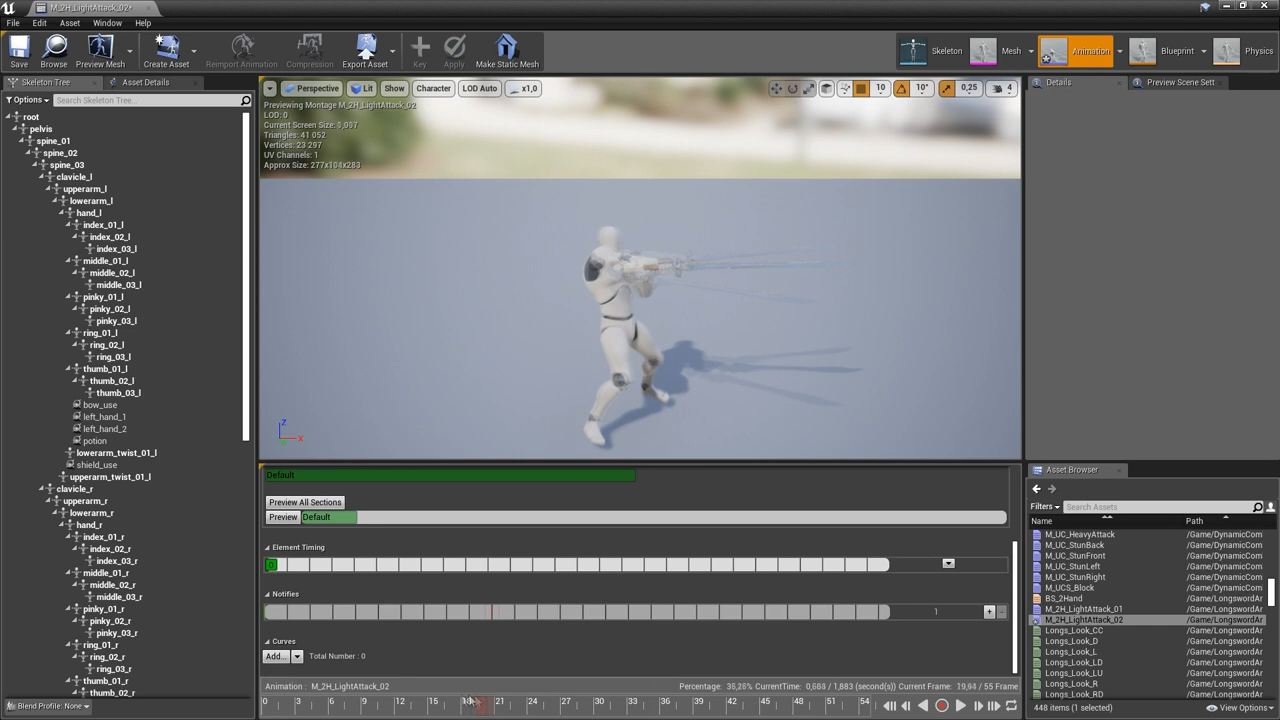 M_2H_LightAttack_02*
File Edit Asset Window Help
Save Browse Preview Mesh Create Asset Reimport Animation Compression Export Asset Key Apply Make Static Mesh Skeleton Mesh Animation Blueprint Physics
Skeleton Tree Asset Details
Options Search Skeleton Tree...
root
pelvis
spine_01
spine_02
spine_03
clavicle_l
upperarm_l
lowerarm_l
hand_l
index_01_l
index_02_l
index_03_l
middle_01_l
middle_02_l
middle_03_l
pinky_01_l
pinky_02_l
pinky_03_l
ring_01_l
ring_02_l
ring_03_l
thumb_01_l
thumb_02_l
thumb_03_l
bow_use
left_hand_1
left_hand_2
potion
lowerarm_twist_01_l
shield_use
upperarm_twist_01_l
clavicle_r
upperarm_r
lowerarm_r
hand_r
index_01_r
index_02_r
index_03_r
middle_01_r
middle_02_r
middle_03_r
pinky_01_r
pinky_02_r
pinky_03_r
ring_01_r
ring_02_r
ring_03_r
thumb_01_r
thumb_02_r
Blend Profile: None
Perspective Lit Show Character LOD Auto x1,0 10 10° 0,25 4
Previewing Montage M_2H_LightAttack_02
LOD: 0
Current Screen Size: 0,997
Triangles: 41 052
Vertices: 23 297
UV Channels: 1
Approx Size: 277x104x283
Z
X
Default
Preview All Sections
Preview Default
Element Timing
0
Notifies
1
Curves
Add... Total Number : 0
Animation : M_2H_LightAttack_02 Percentage: 36,26% CurrentTime: 0,688 / 1,883 (second(s)) Current Frame: 19,94 / 55 Frame
0 3 6 9 12 15 18 21 24 27 30 33 36 39 42 45 48 51 54
Details Preview Scene Sett
Asset Browser
Filters Search Assets
Name Path
M_UC_HeavyAttack /Game/DynamicCom
M_UC_StunBack /Game/DynamicCom
M_UC_StunFront /Game/DynamicCom
M_UC_StunLeft /Game/DynamicCom
M_UC_StunRight /Game/DynamicCom
M_UCS_Block /Game/DynamicCom
BS_2Hand /Game/LongswordAr
M_2H_LightAttack_01 /Game/LongswordAr
M_2H_LightAttack_02 /Game/LongswordAr
Longs_Look_CC /Game/LongswordAr
Longs_Look_D /Game/LongswordAr
Longs_Look_L /Game/LongswordAr
Longs_Look_LD /Game/LongswordAr
Longs_Look_LU /Game/LongswordAr
Longs_Look_R /Game/LongswordAr
Longs_Look_RD /Game/LongswordAr
448 items (1 selected) View Options